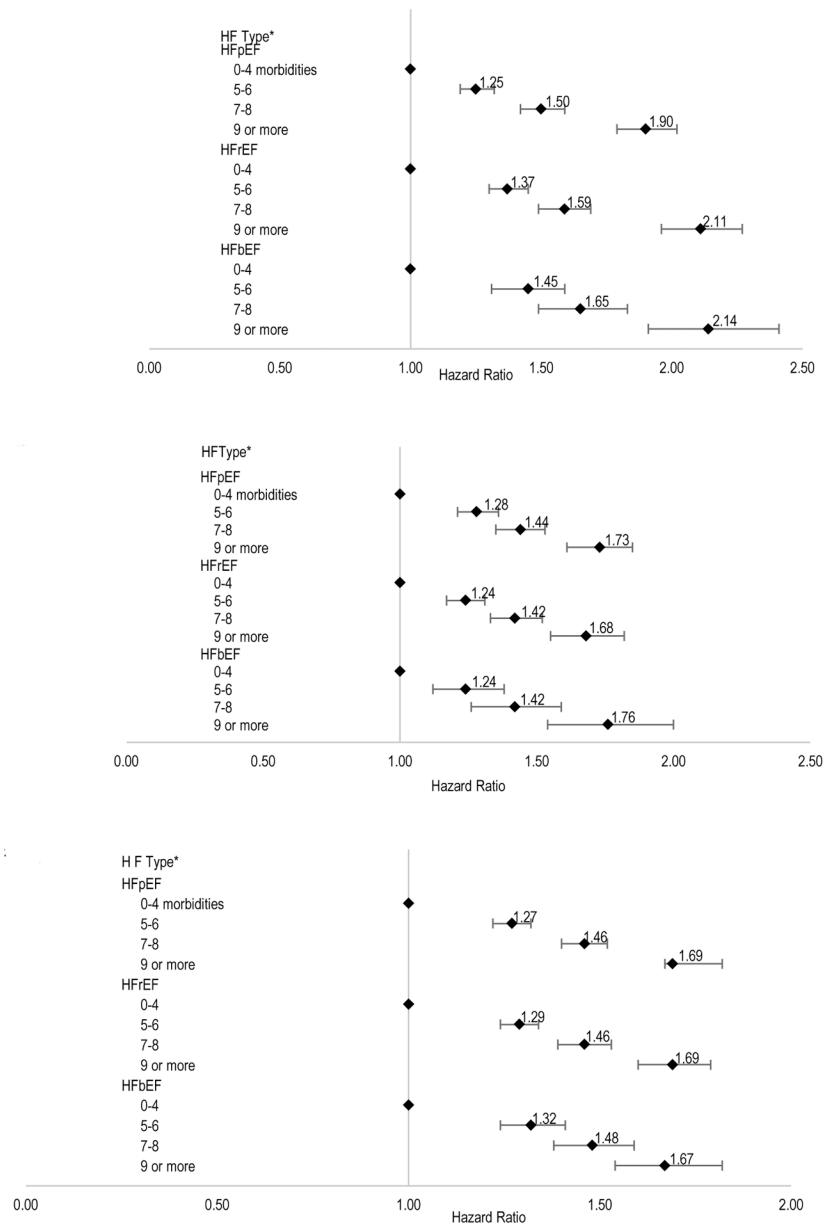 HF Type*
HFpEF
0-4 morbidities
5-6 1.25
7-8 1.50
9 or more 1.90
HFrEF
0-4
5-6 1.37
7-8 1.59
9 or more 2.11
HFbEF
0-4
5-6 1.45
7-8 1.65
9 or more 2.14
0.00 0.50 1.00 1.50 2.00 2.50
Hazard Ratio
HFType*
HFpEF
0-4 morbidities
5-6 1.28
7-8 1.44
9 or more 1.73
HFrEF
0-4
5-6 1.24
7-8 1.42
9 or more 1.68
HFbEF
0-4
5-6 1.24
7-8 1.42
9 or more 1.76
0.00 0.50 1.00 1.50 2.00 2.50
Hazard Ratio
H F Type*
HFpEF
0-4 morbidities
5-6 1.27
7-8 1.46
9 or more 1.69
HFrEF
0-4
5-6 1.29
7-8 1.46
9 or more 1.69
HFbEF
0-4
5-6 1.32
7-8 1.48
9 or more 1.67
0.00 0.50 1.00 1.50 2.00
Hazard Ratio